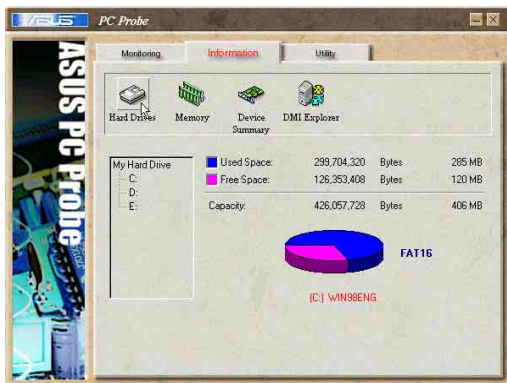 ASUS PC Probe
Monitoring Information Utility
ASUS PC Probe
Hard Drives Memory Device Summary DMI Explorer
My Hard Drive
C:
D:
E:
Used Space: 299,704,320 Bytes 285 MB
Free Space: 126,353,408 Bytes 120 MB
Capacity: 426,057,728 Bytes 406 MB
FAT16
(C:) WIN98ENG